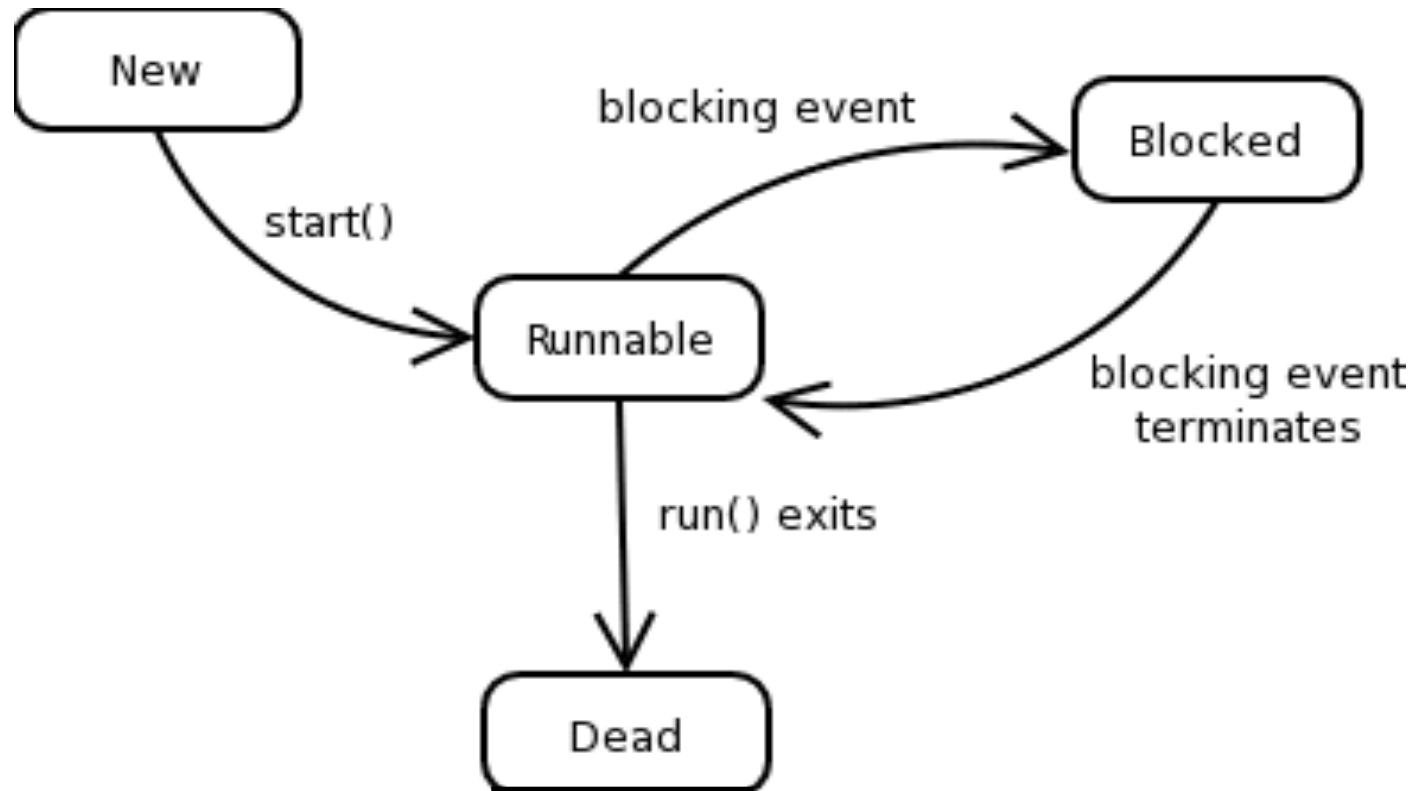 New
blocking event
Blocked
start()
Runnable
blocking event
terminates
run() exits
Dead